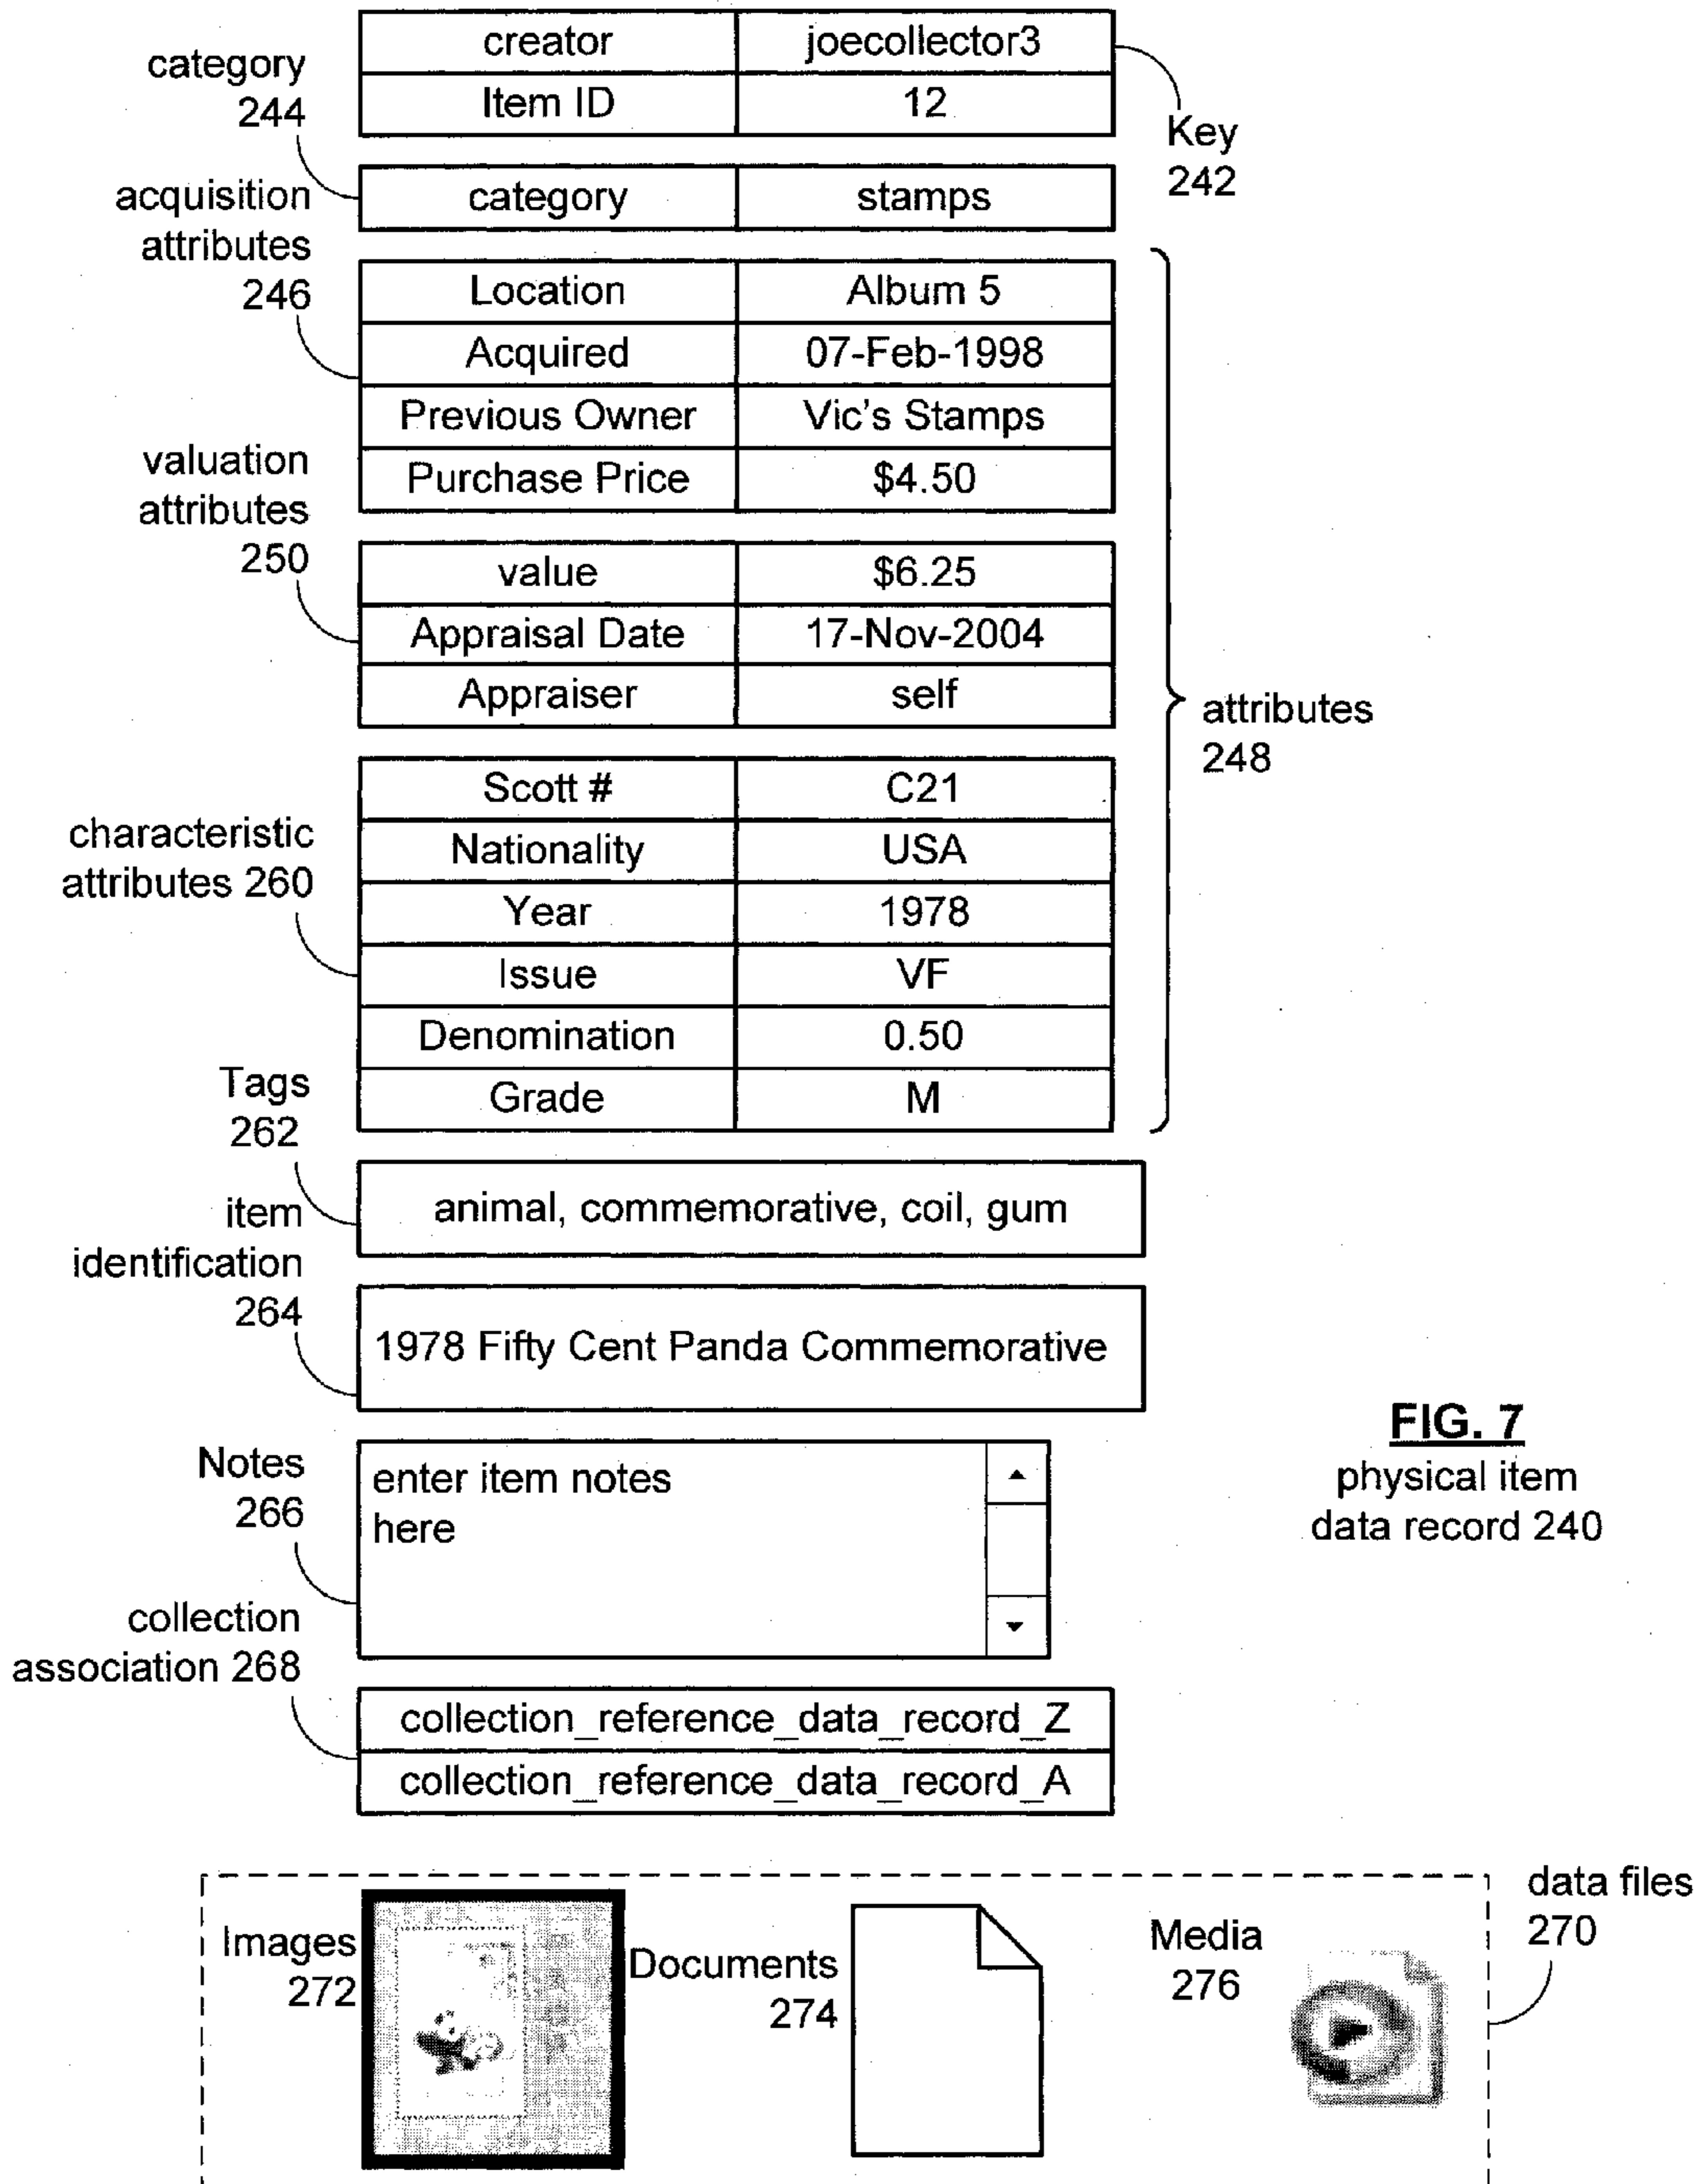 creator joecollector3
Item ID 12
category
244
Key
242
category stamps
acquisition
attributes
246
Location Album 5
Acquired 07-Feb-1998
Previous Owner Vic's Stamps
Purchase Price $4.50
valuation
attributes
250
value $6.25
Appraisal Date 17-Nov-2004
Appraiser self
attributes
248
Scott # C21
Nationality USA
Year 1978
Issue VF
Denomination 0.50
Grade M
characteristic
attributes 260
Tags
262
animal, commemorative, coil, gum
item
identification
264
1978 Fifty Cent Panda Commemorative
FIG. 7
physical item
data record 240
Notes
266
enter item notes
here
collection
association 268
collection_reference_data_record_Z
collection_reference_data_record_A
data files
270
Images
272
Documents
274
Media
276